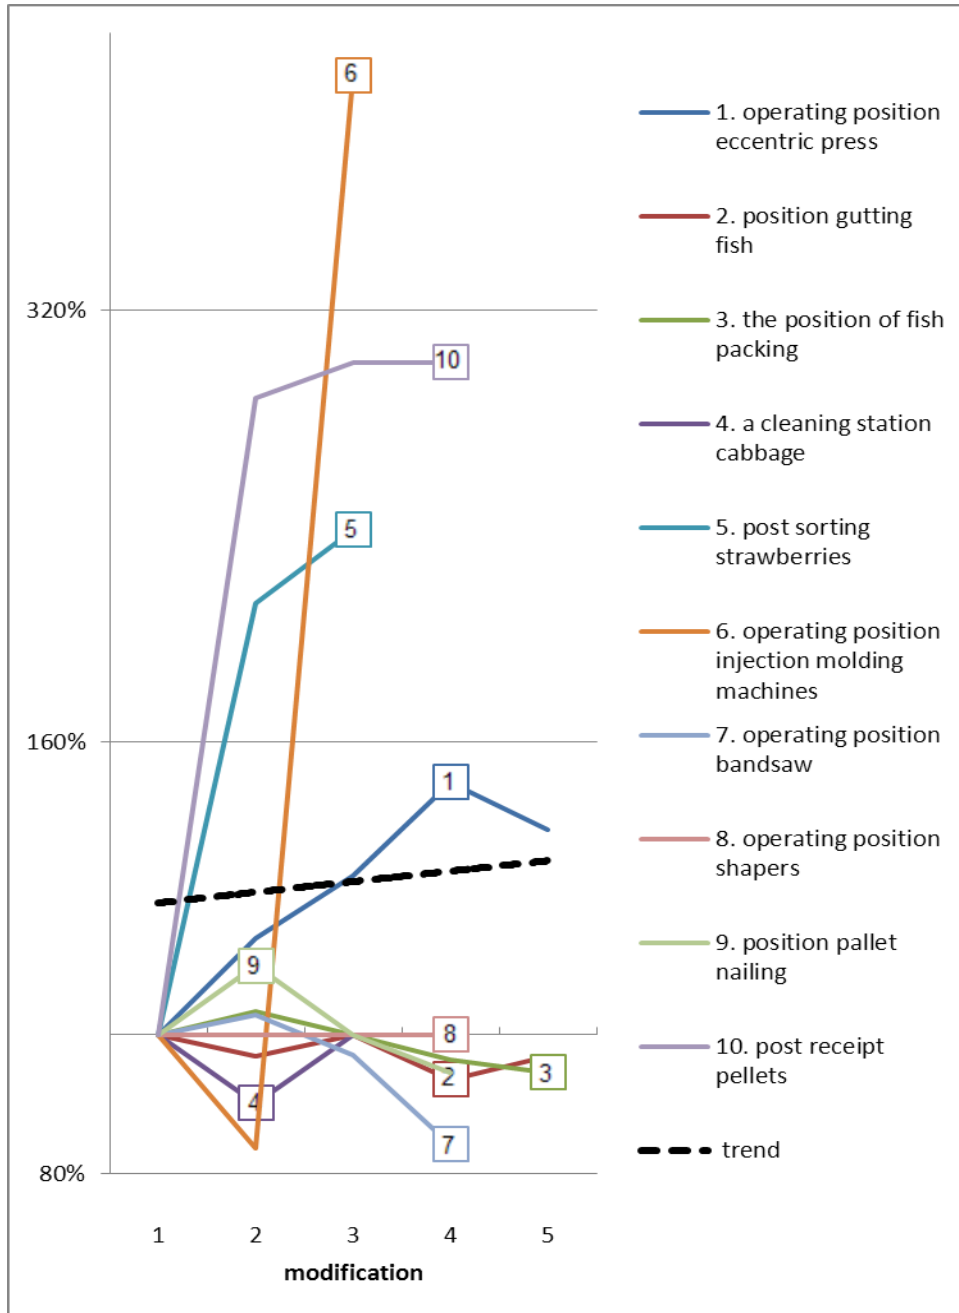 6
320%
10
5
160%
1
9
8
4
2
3
7
80%
1 2 3 4 5
modification
1. operating position
eccentric press
2. position gutting
fish
3. the position of fish
packing
4. a cleaning station
cabbage
5. post sorting
strawberries
6. operating position
injection molding
machines
7. operating position
bandsaw
8. operating position
shapers
9. position pallet
nailing
10. post receipt
pellets
trend